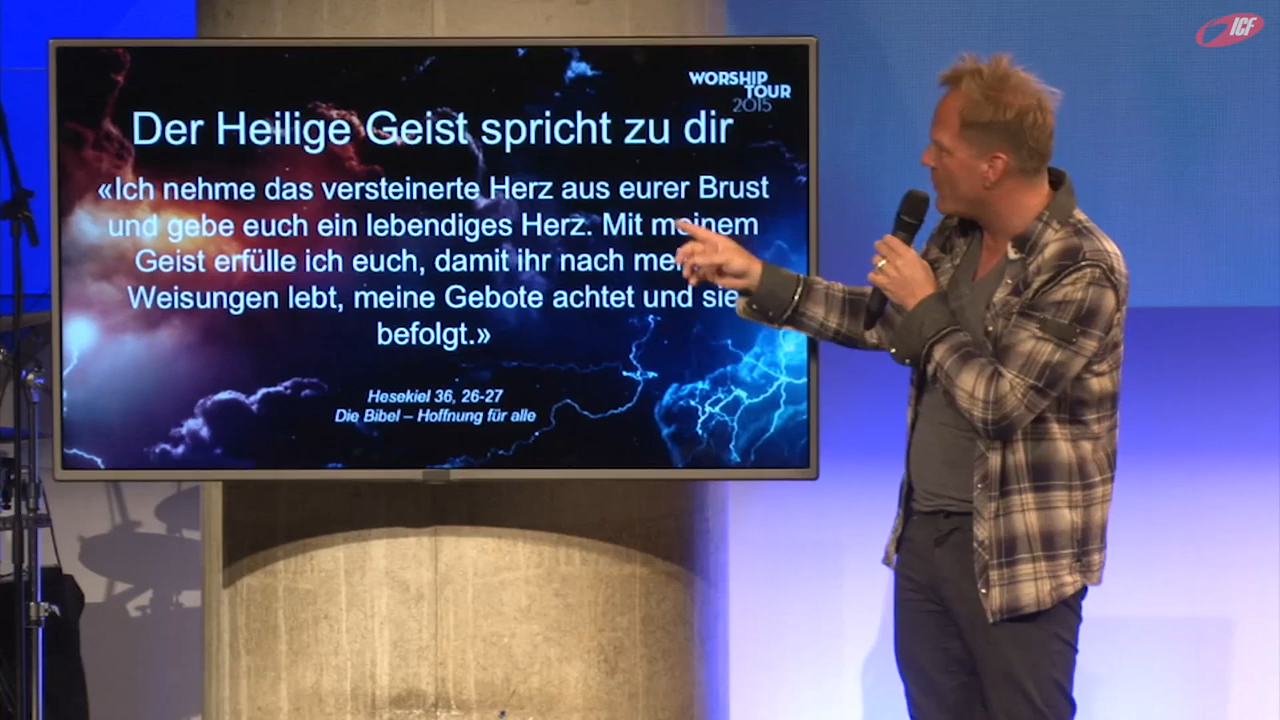 ICF
WORSHIP
TOUR
2015
Der Heilige Geist spricht zu dir
«Ich nehme das versteinerte Herz aus eurer Brust
und gebe euch ein lebendiges Herz. Mit meinem
Geist erfülle ich euch, damit ihr nach
Weisungen lebt, meine Gebote achtet und sie
befolgt.»
Hesekiel 36, 26-27
Die Bibel – Hoffnung für alle